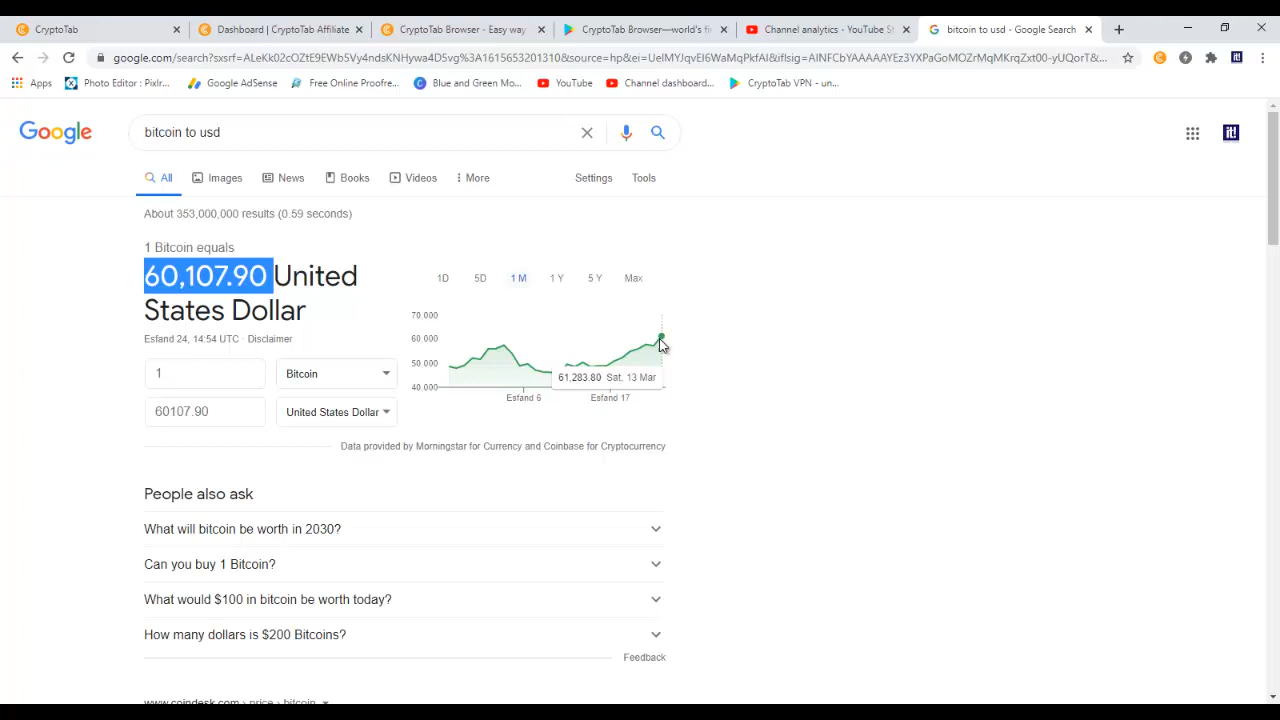 CryptoTab
Dashboard | CryptoTab Affiliate
CryptoTab Browser - Easy way
CryptoTab Browser—world's fi
Channel analytics - YouTube St
bitcoin to usd - Google Search
Apps
Photo Editor : Pixlr...
Google AdSense
Free Online Proofre...
Blue and Green Mo...
YouTube
Channel dashboard...
CryptoTab VPN - un...
Google
bitcoin to usd
it!
All
Images
News
Books
Videos
More
Settings
Tools
About 353,000,000 results (0.59 seconds)
1 Bitcoin equals
60,107.90 United
States Dollar
Esfand 24, 14:54 UTC · Disclaimer
1
Bitcoin
60107.90
United States Dollar
1D
5D
1M
1Y
5Y
Max
70,000
60,000
50,000
40,000
61,283.80 Sat, 13 Mar
Esfand 6
Esfand 17
Data provided by Morningstar for Currency and Coinbase for Cryptocurrency
People also ask
What will bitcoin be worth in 2030?
Can you buy 1 Bitcoin?
What would $100 in bitcoin be worth today?
How many dollars is $200 Bitcoins?
Feedback
www.coindesk.com › price › bitcoin